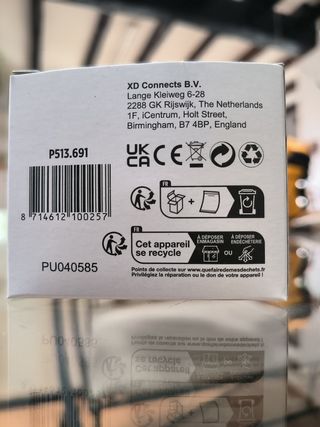 XD Connects B.V.
Lange Kleiweg 6-28
2288 GK Rijswijk, The Netherlands
1F, iCentrum, Holt Street,
Birmingham, B7 4BP, England
P513.691
UK
CA
CE
8 714612 100257
FR
FR
Cet appareil
se recycle
À DÉPOSER
EN MAGASIN
OU
À DÉPOSER
EN DÉCHÈTERIE
Points de collecte sur www.quefairedemesdechets.fr
Privilégiez la réparation ou le don de votre appareil !
PU040585